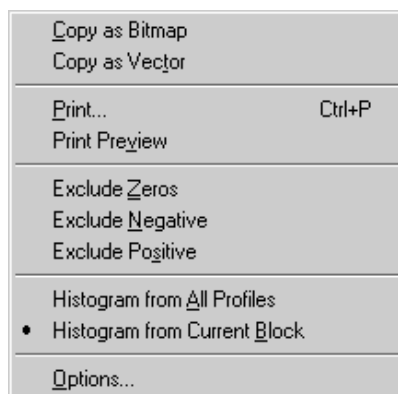 Copy as Bitmap
Copy as Vector
Print... Ctrl+P
Print Preview
Exclude Zeros
Exclude Negative
Exclude Positive
Histogram from All Profiles
• Histogram from Current Block
Options...